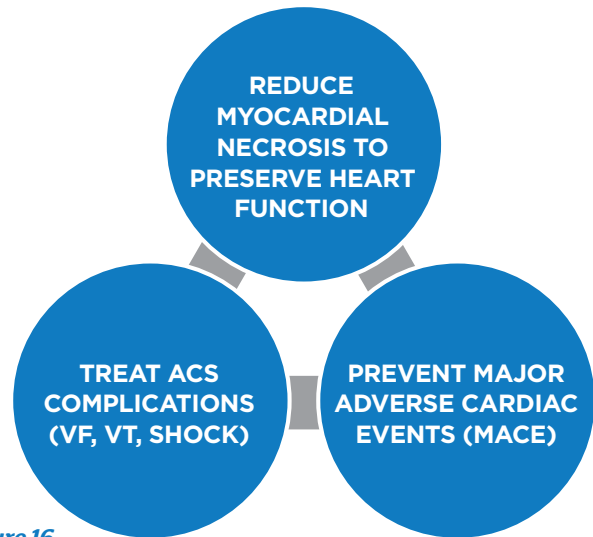 REDUCE
MYOCARDIAL
NECROSIS TO
PRESERVE HEART
FUNCTION
TREAT ACS
COMPLICATIONS
(VF, VT, SHOCK)
PREVENT MAJOR
ADVERSE CARDIAC
EVENTS (MACE)
16